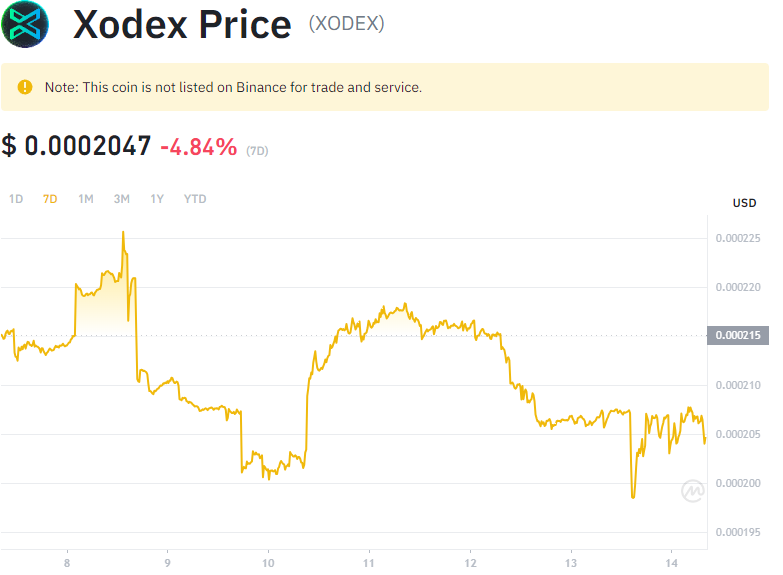 Xodex Price (XODEX)
Note: This coin is not listed on Binance for trade and service.
$ 0.0002047 -4.84% (7D)
1D 7D 1M 3M 1Y YTD
USD
0.000225
0.000220
0.000215
0.000210
0.000205
0.000200
0.000195
8 9 10 11 12 13 14